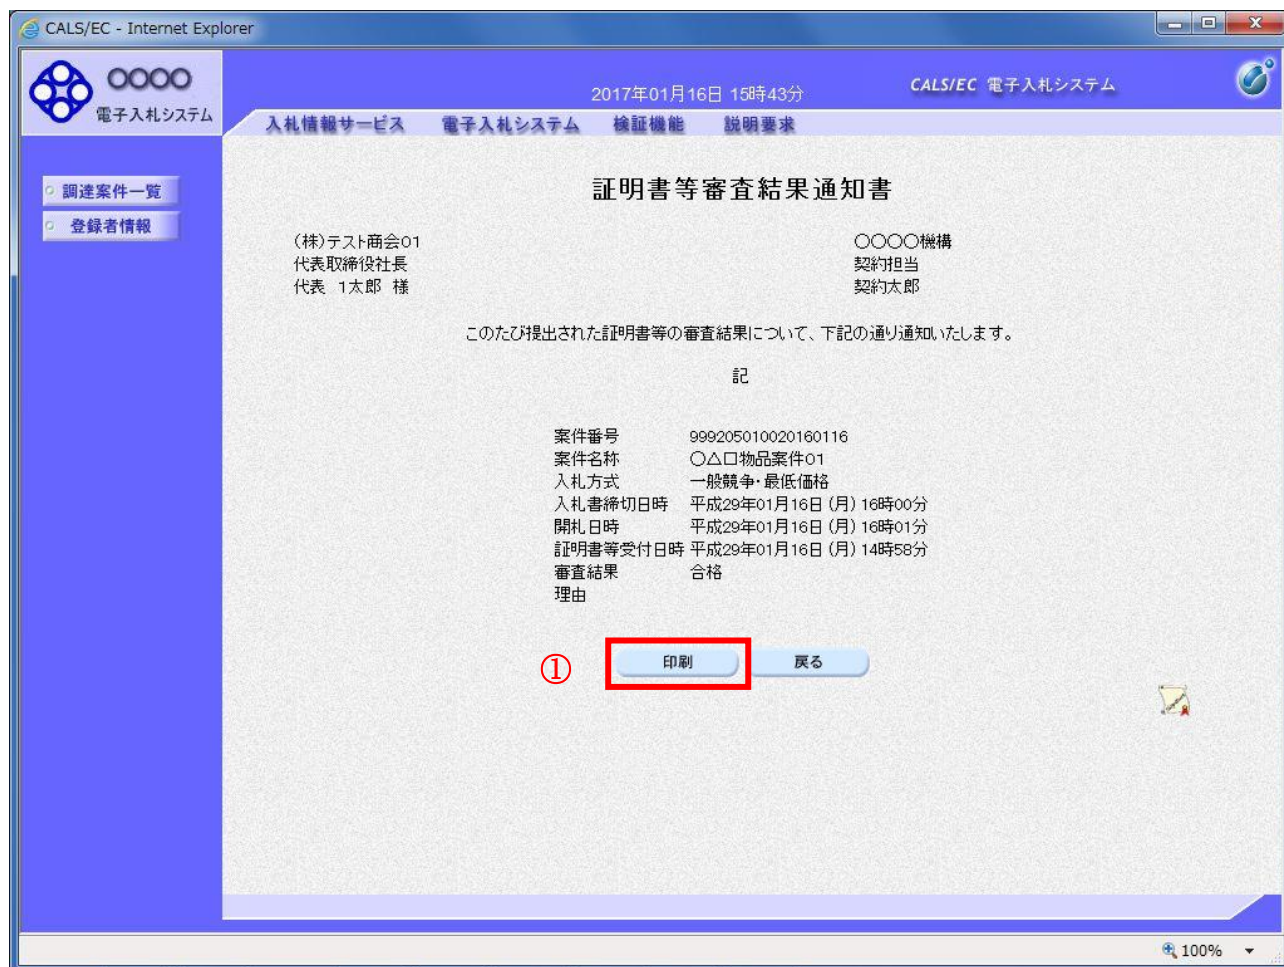 CALS/EC - Internet Explorer
〇〇〇〇
電子入札システム
2017年01月16日 15時43分
CALS/EC 電子入札システム
入札情報サービス 電子入札システム 検証機能 説明要求
調達案件一覧
登録者情報
証明書等審査結果通知書
(株)テスト商会01
代表取締役社長
代表 1太郎 様
〇〇〇〇機構
契約担当
契約太郎
このたび提出された証明書等の審査結果について、下記の通り通知いたします。
記
案件番号 999205010020160116
案件名称 〇△口物品案件01
入札方式 一般競争・最低価格
入札書締切日時 平成29年01月16日(月)16時00分
開札日時 平成29年01月16日(月)16時01分
証明書等受付日時 平成29年01月16日(月)14時58分
審査結果 合格
理由
① 印刷 戻る
100%